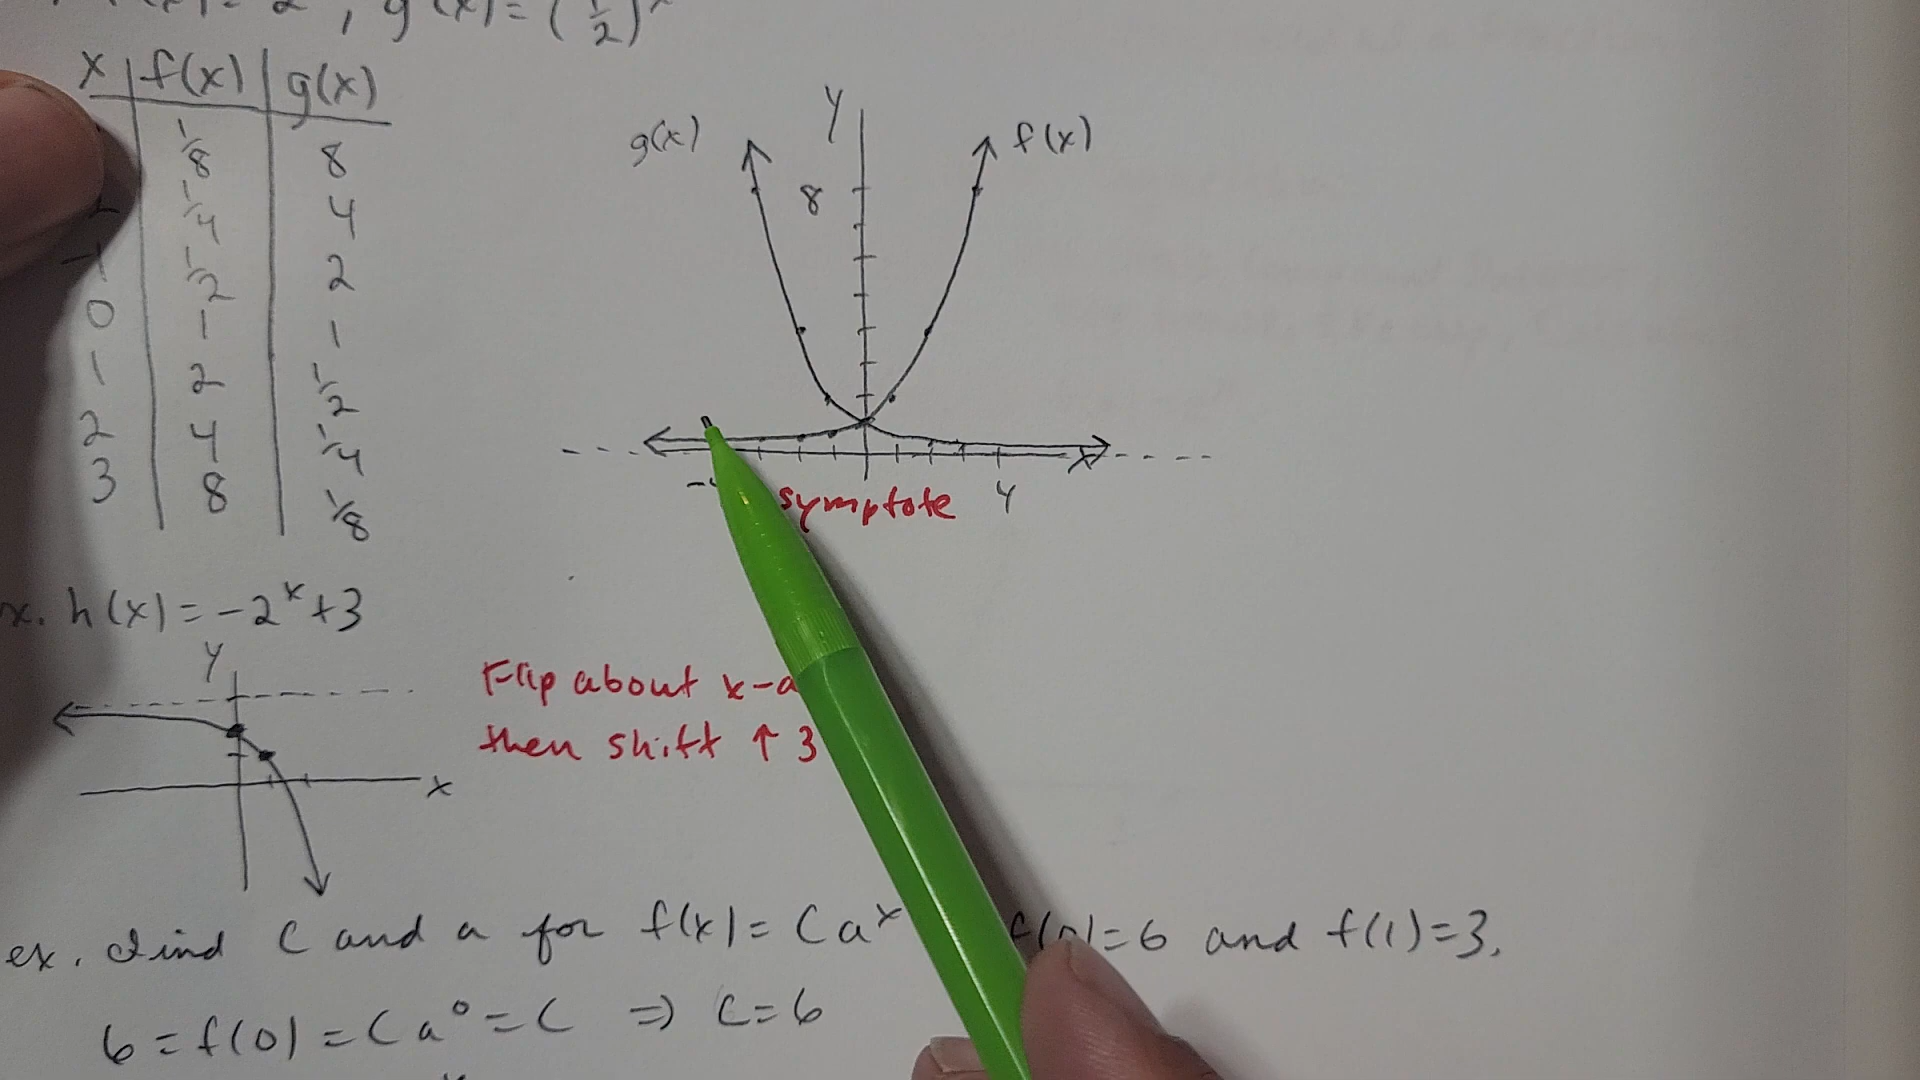 g(x) = (1/2)^x
x f(x) g(x)
1/8 8
1/4 4
1/2 2
0 1 1
1 2 1/2
2 4 1/4
3 8 1/8
g(x) y f(x)
8
x
4
symptote
x. h(x) = -2^x + 3
y
x
Flip about x-a
then shift ↑ 3
ex. Find C and a for f(x) = Ca^x f(0)=6 and f(1)=3.
6 = f(0) = Ca^0 = C ⇒ C = 6